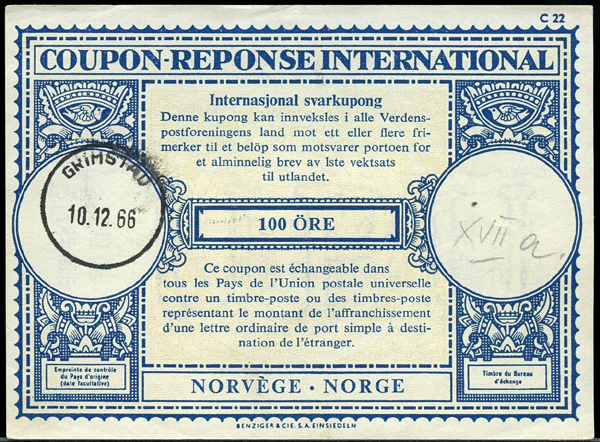 C 22
COUPON-REPONSE INTERNATIONAL
Internasjonal svarkupong
Denne kupong kan innveksles i alle Verdens-
postforeningens land mot ett eller flere fri-
merker til et belöp som motsvarer portoen for
et alminnelig brev av 1ste vektsats
til utlandet.
GRIMSTAD
10.12.66
100 ÖRE
XVII a.
Ce coupon est échangeable dans
tous les Pays de l'Union postale universelle
contre un timbre-poste ou des timbres-poste
représentant le montant de l'affranchissement
d'une lettre ordinaire de port simple à desti-
nation de l'étranger.
Empreinte de contrôle
du Pays d'origine
(date facultative)
Timbre du Bureau
d'échange
NORVÈGE · NORGE
BENZIGER & CIE. S.A. EINSIEDELN